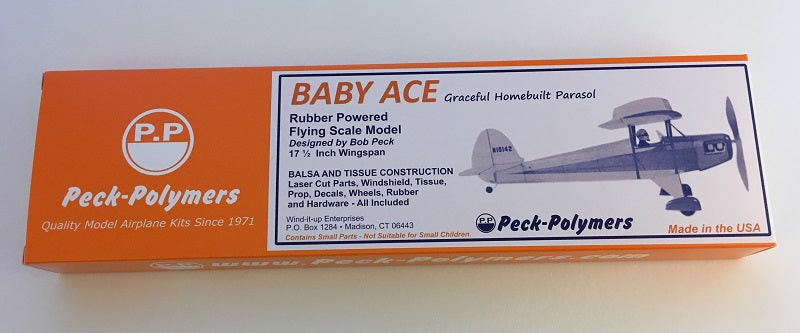 P.P
Peck-Polymers
Quality Model Airplane Kits Since 1971
BABY ACE Graceful Homebuilt Parasol
Rubber Powered
Flying Scale Model
Designed by Bob Peck
17 ½ Inch Wingspan
BALSA AND TISSUE CONSTRUCTION
Laser Cut Parts, Windshield, Tissue,
Prop, Decals, Wheels, Rubber
and Hardware - All Included
Wind-it-up Enterprises
P.O. Box 1284 • Madison, CT 06443
Contains Small Parts - Not Suitable for Small Children.
N10142
P.P Peck-Polymers
Made in the USA
www.Peck-Polymers.com